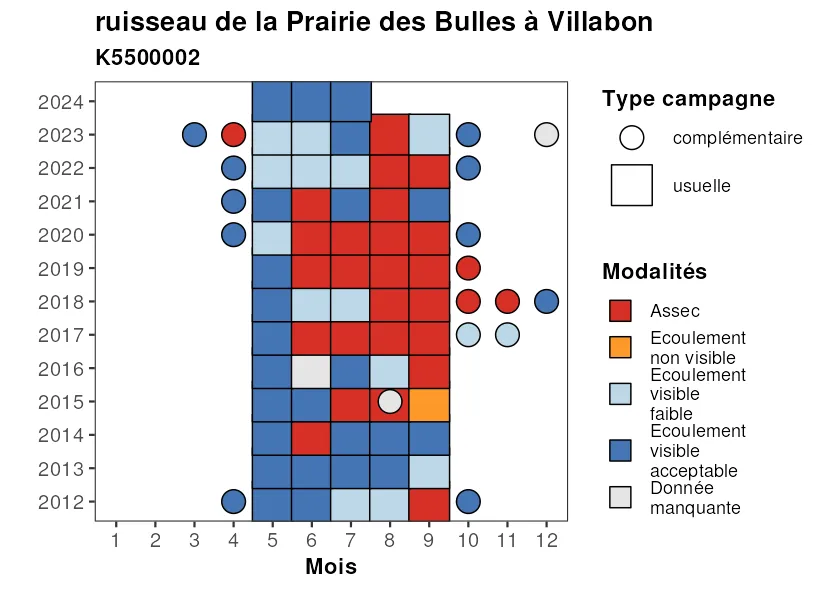 ruisseau de la Prairie des Bulles à Villabon
K5500002
2024
2023
2022
2021
2020
2019
2018
2017
2016
2015
2014
2013
2012
1 2 3 4 5 6 7 8 9 10 11 12
Mois
Type campagne
complémentaire
usuelle
Modalités
Assec
Ecoulement
non visible
Ecoulement
visible
faible
Ecoulement
visible
acceptable
Donnée
manquante